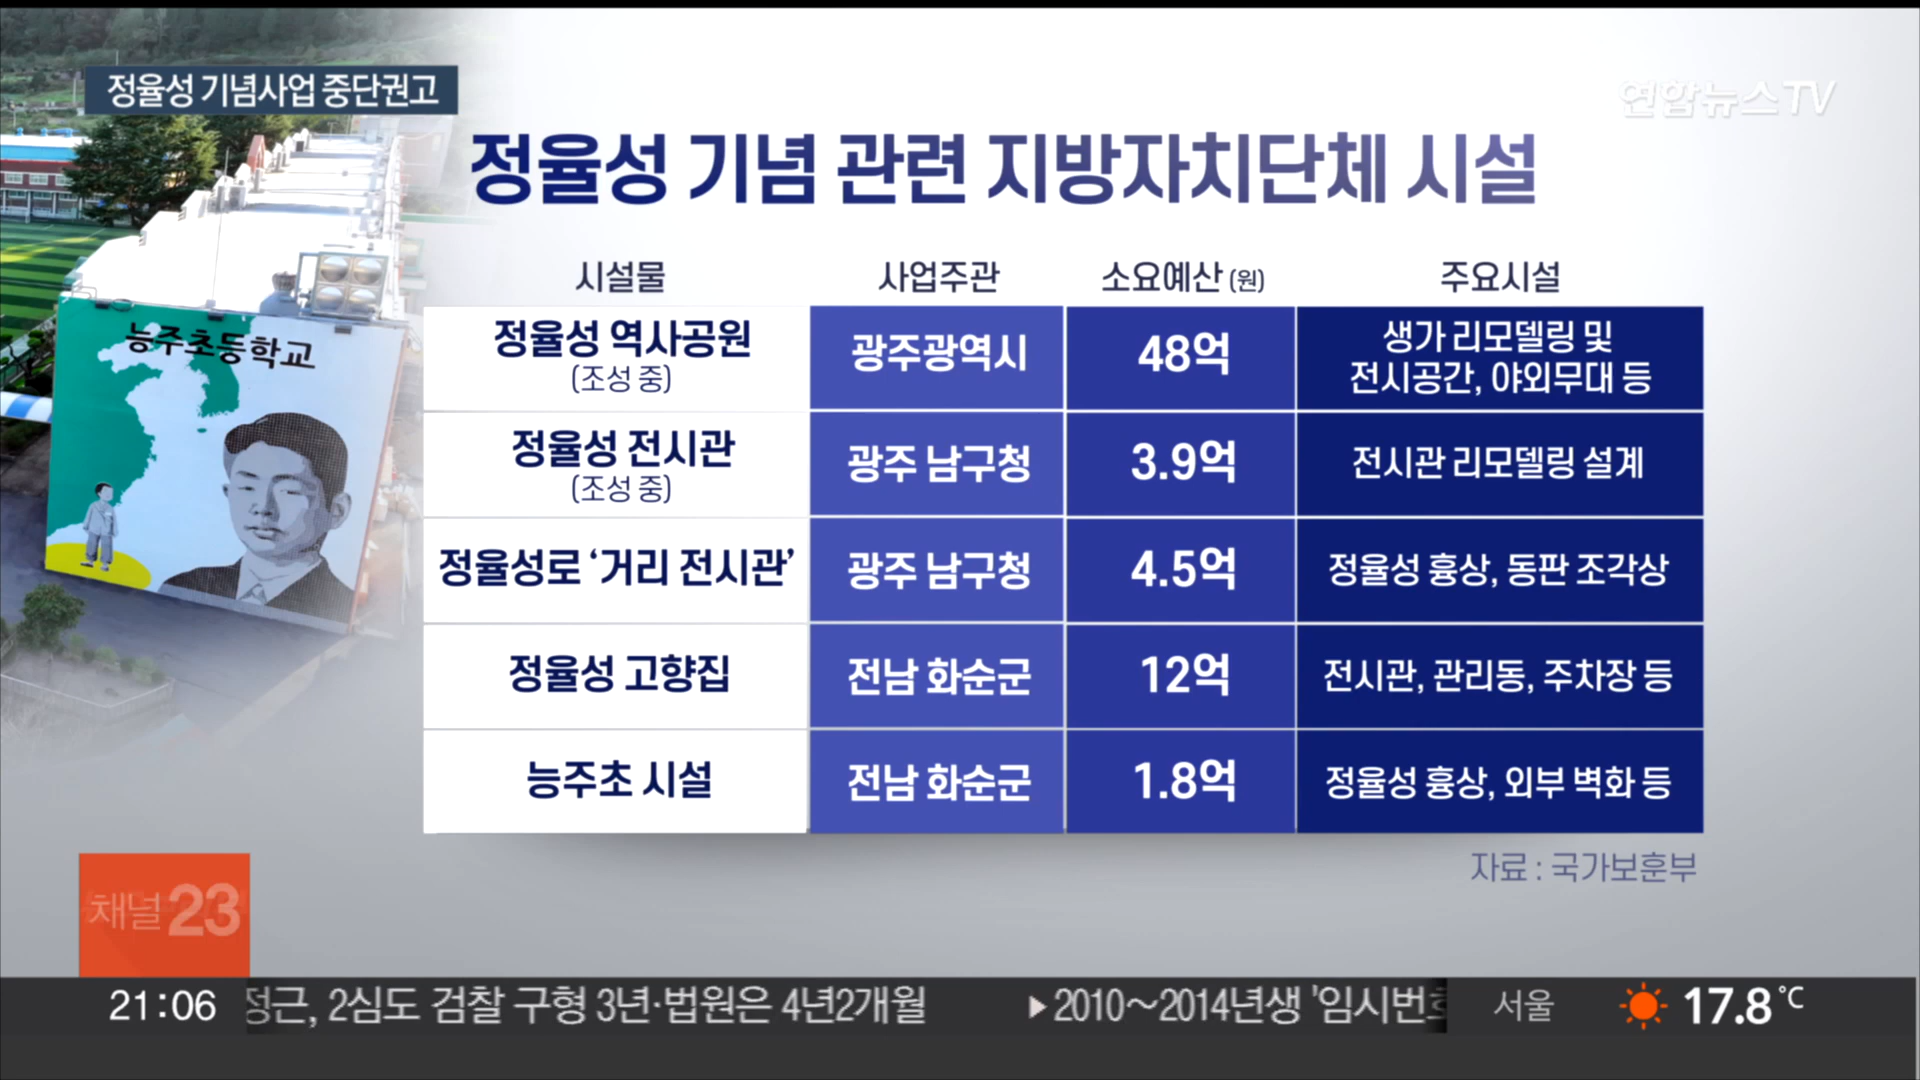 정율성 기념사업 중단권고
연합뉴스TV
정율성 기념 관련 지방자치단체 시설
시설물 사업주관 소요예산 (원) 주요시설
정율성 역사공원
(조성 중)
광주광역시
48억
생가 리모델링 및
전시공간, 야외무대 등
정율성 전시관
(조성 중)
광주 남구청
3.9억
전시관 리모델링 설계
정율성로 ‘거리 전시관’
광주 남구청
4.5억
정율성 흉상, 동판 조각상
정율성 고향집
전남 화순군
12억
전시관, 관리동, 주차장 등
능주초 시설
전남 화순군
1.8억
정율성 흉상, 외부 벽화 등
자료 : 국가보훈부
능주초등학교
채널 23
21:06 정근, 2심도 검찰 구형 3년·법원은 4년2개월 ▶2010~2014년생 '임시번호 서울 17.8℃